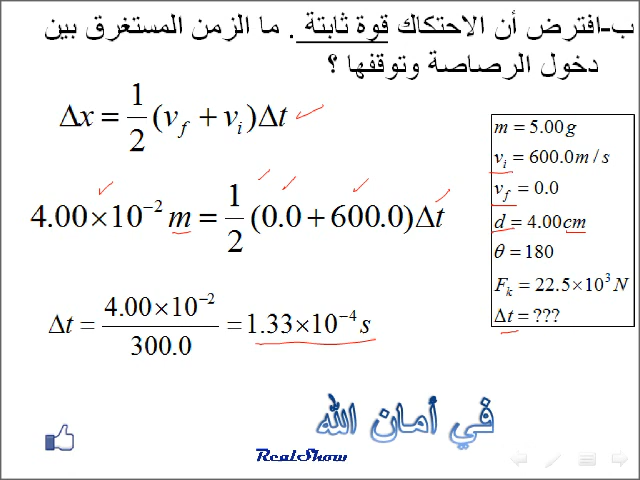 ب-افترض أن الاحتكاك قوة ثابتة . ما الزمن المستغرق بين
دخول الرصاصة وتوقفها ؟
Δx = 1/2 (v_f + v_i)Δt
4.00×10⁻² m = 1/2 (0.0 + 600.0)Δt
Δt = 4.00×10⁻² / 300.0 = 1.33×10⁻⁴ s
m = 5.00 g
v_i = 600.0 m / s
v_f = 0.0
d = 4.00 cm
θ = 180
F_k = 22.5×10³ N
Δt = ???
في أمان الله
RealShow